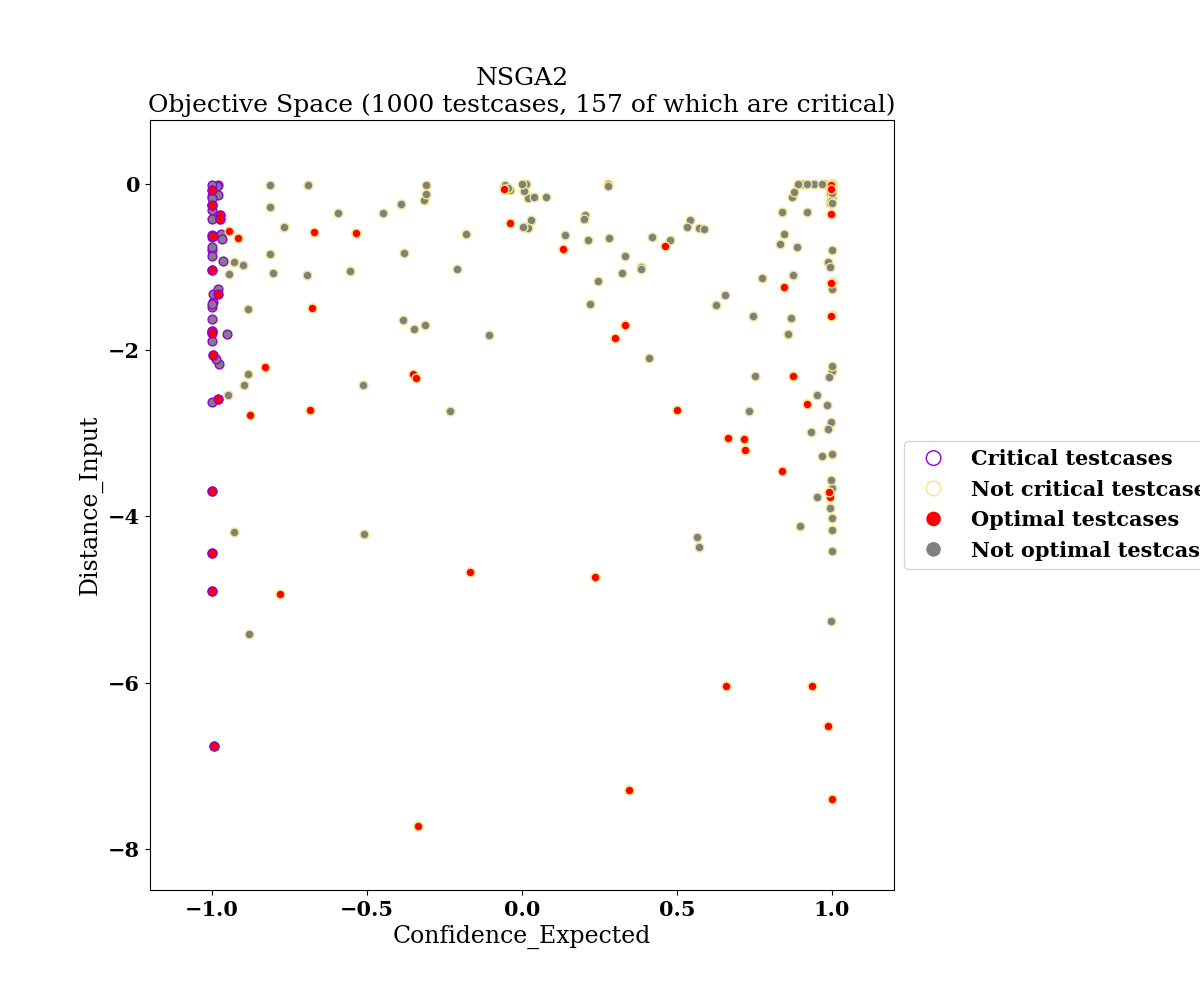 NSGA2
Objective Space (1000 testcases, 157 of which are critical)
0
−2
−4
−6
−8
Distance_Input
−1.0 −0.5 0.0 0.5 1.0
Confidence_Expected
Critical testcases
Not critical testcase
Optimal testcases
Not optimal testcas